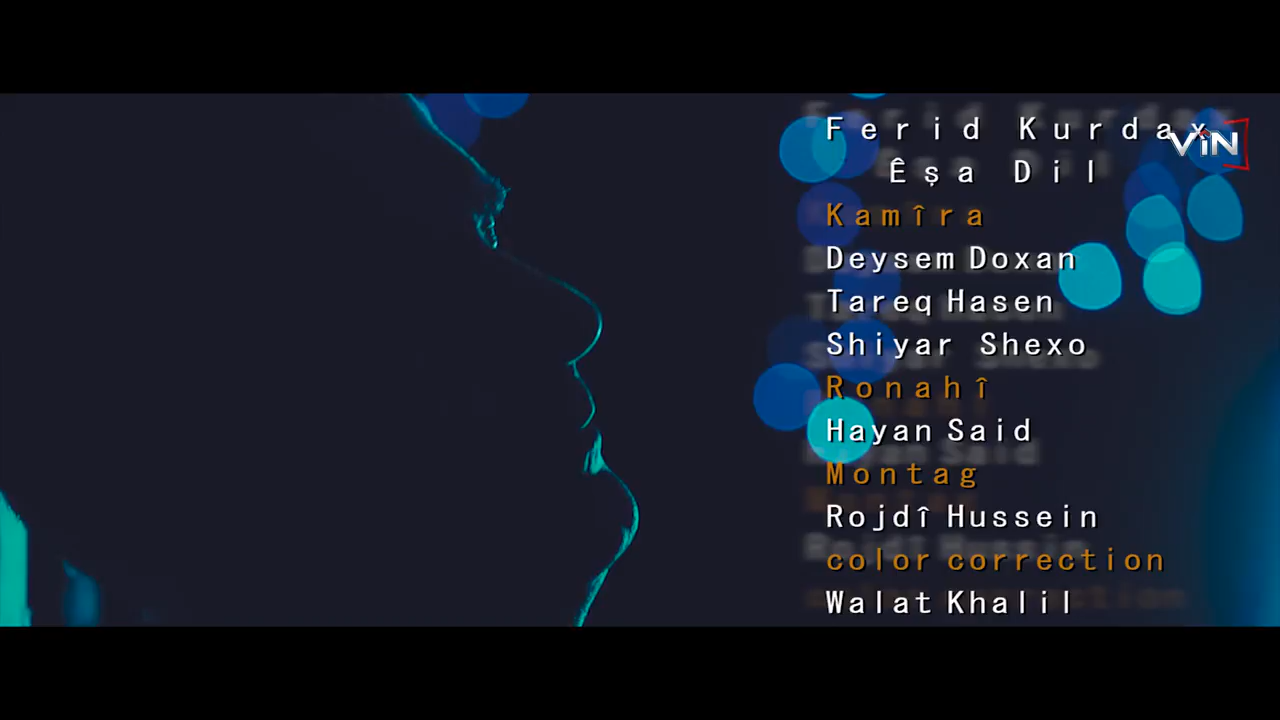 Ferid Kurdax
ViN
Êşa Dil
Kamîra
Deysem Doxan
Tareq Hasen
Shiyar Shexo
Ronahî
Hayan Said
Montag
Rojdî Hussein
color correction
Walat Khalil